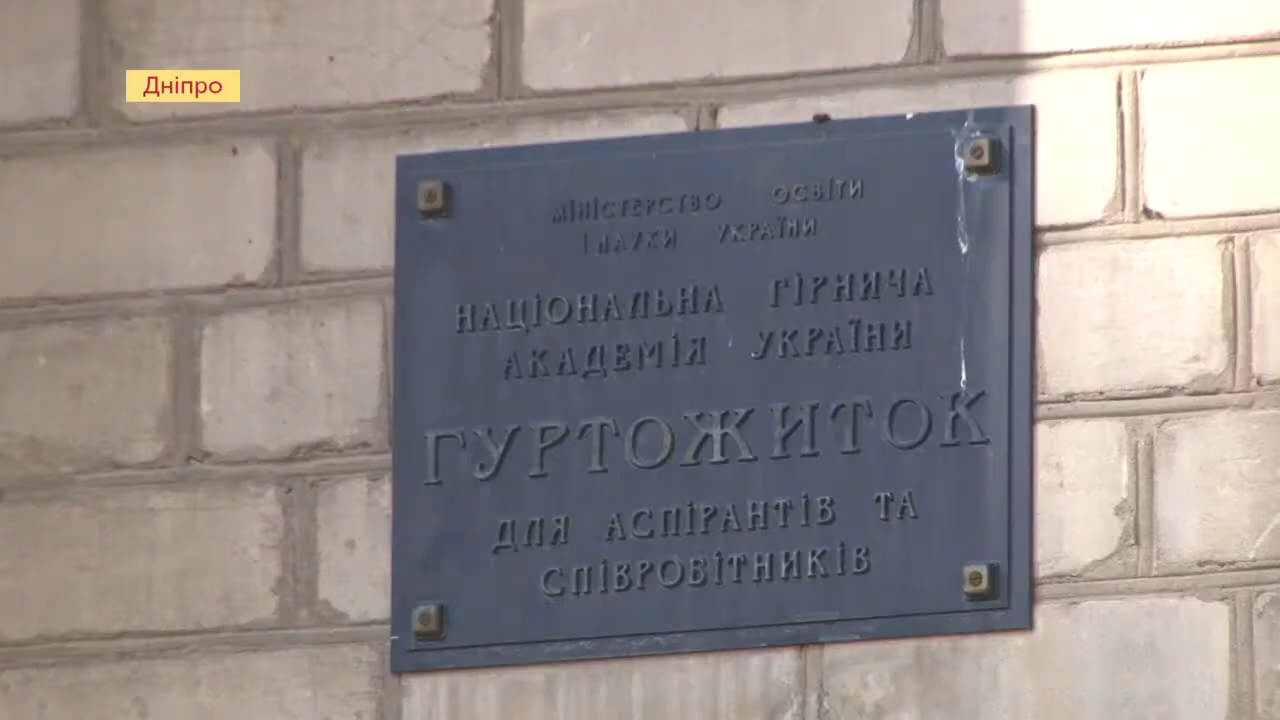 Дніпро
МІНІСТЕРСТВО ОСВІТИ
І НАУКИ УКРАЇНИ
НАЦІОНАЛЬНА ГІРНИЧА
АКАДЕМІЯ УКРАЇНИ
ГУРТОЖИТОК
ДЛЯ АСПІРАНТІВ ТА
СПІВРОБІТНИКІВ